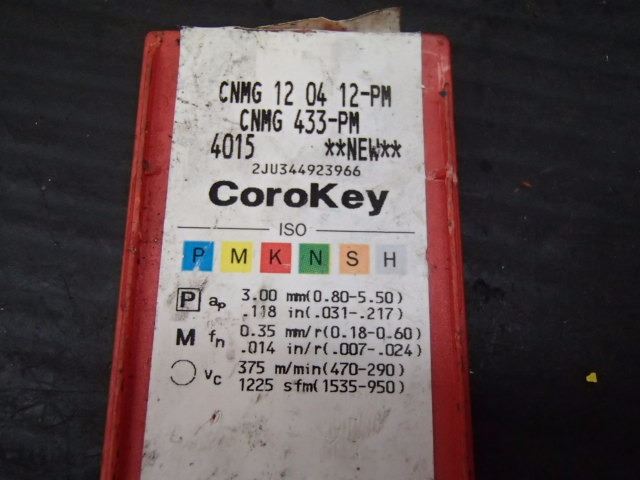 CNMG 12 04 12-PM
CNMG 433-PM
4015 **NEW**
2JU344923966
CoroKey
ISO
P M K N S H
P ap 3.00 mm(0.80-5.50)
.118 in(.031-.217)
M fn 0.35 mm/r(0.18-0.60)
.014 in/r(.007-.024)
vc 375 m/min(470-290)
1225 sfm(1535-950)